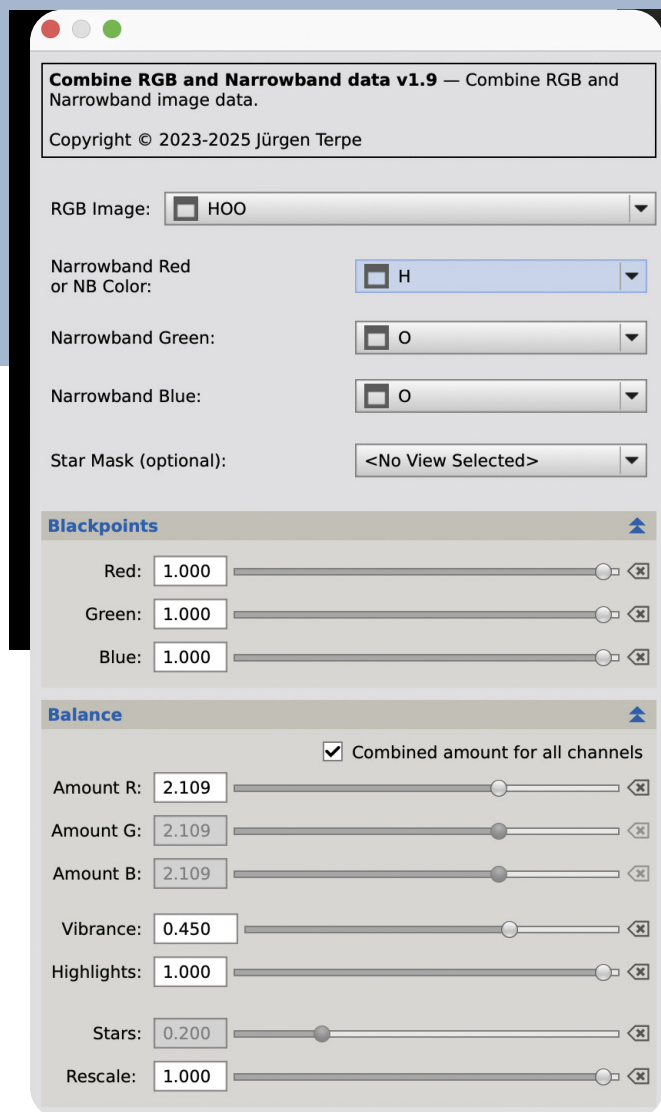 Combine RGB and Narrowband data v1.9 — Combine RGB and
Narrowband image data.
Copyright © 2023-2025 Jürgen Terpe
RGB Image: HOO
Narrowband Red
or NB Color: H
Narrowband Green: O
Narrowband Blue: O
Star Mask (optional): <No View Selected>
Blackpoints
Red: 1.000
Green: 1.000
Blue: 1.000
Balance
Combined amount for all channels
Amount R: 2.109
Amount G: 2.109
Amount B: 2.109
Vibrance: 0.450
Highlights: 1.000
Stars: 0.200
Rescale: 1.000